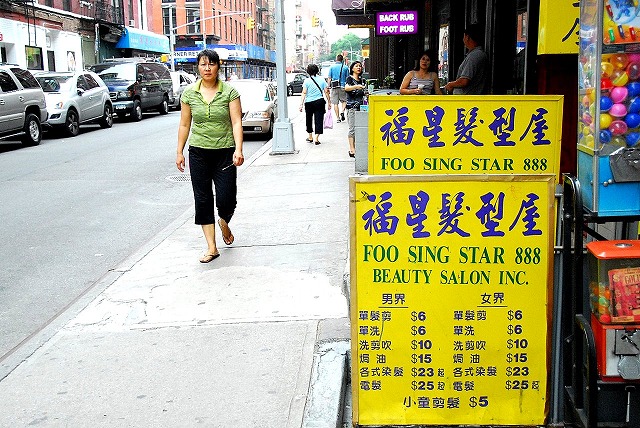 BACK RUB
FOOT RUB
福星髮型屋
FOO SING STAR 888
福星髮型屋
FOO SING STAR 888
BEAUTY SALON INC.
男界 女界
單髮剪 $6 單髮剪 $6
單洗 $6 單洗 $6
洗剪吹 $10 洗剪吹 $10
焗油 $15 焗油 $15
各式染髮 $23起 各式染髮 $23
電髮 $25起 電髮 $25起
小童剪髮 $5